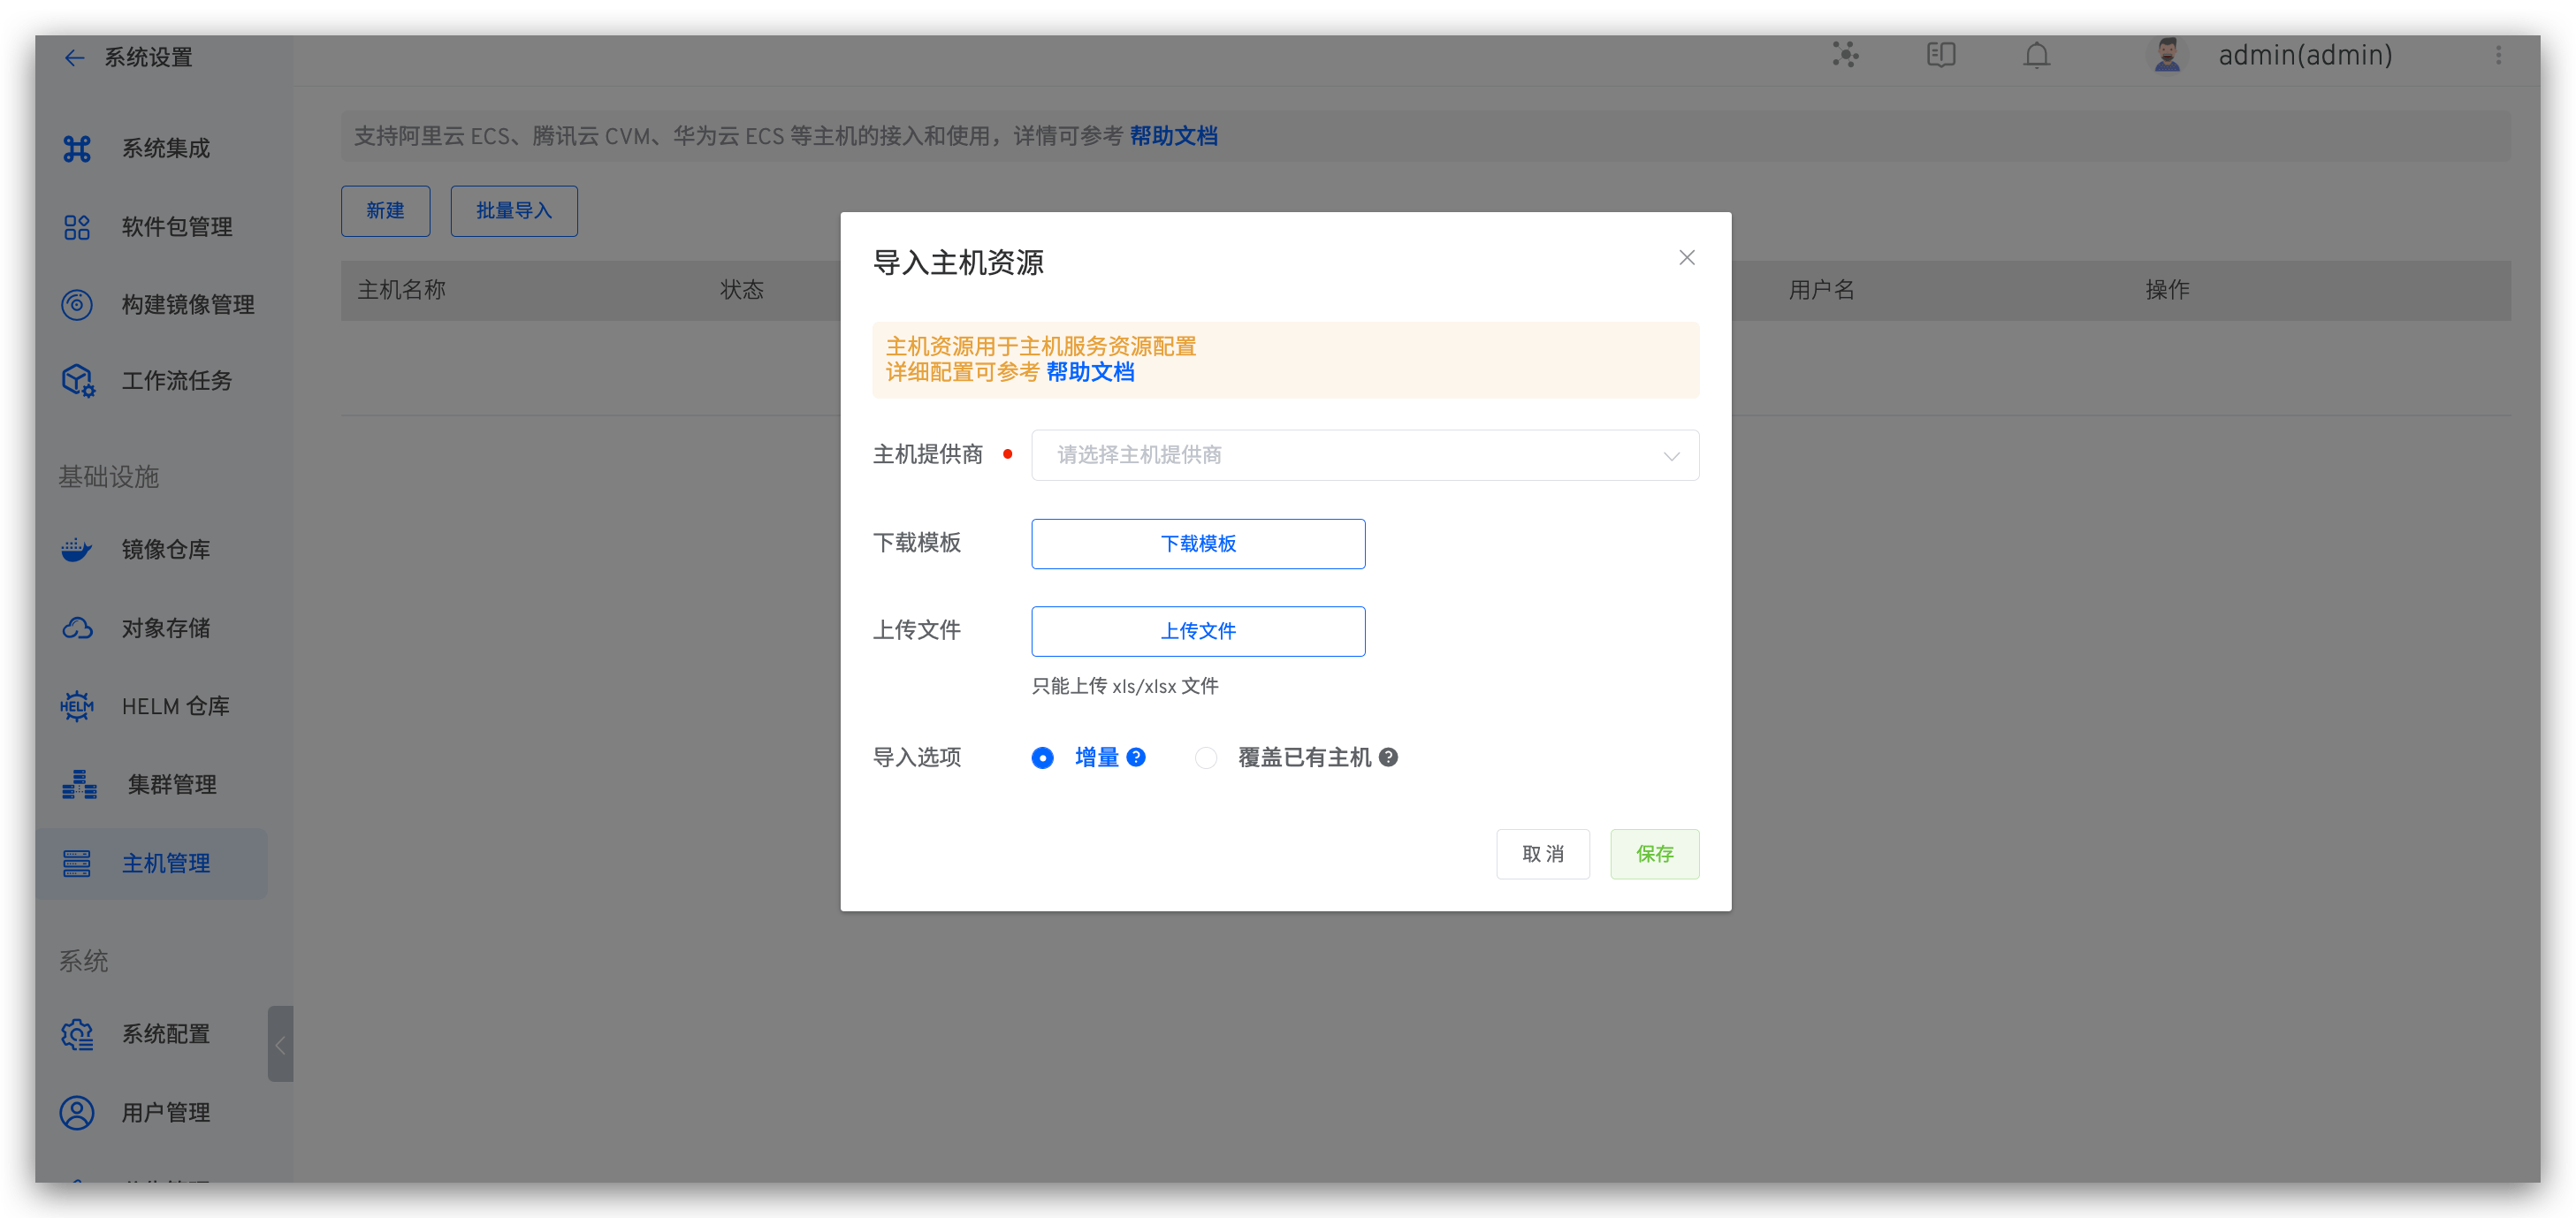 系统设置
admin(admin)
系统集成
软件包管理
构建镜像管理
工作流任务
基础设施
镜像仓库
对象存储
HELM
HELM 仓库
集群管理
主机管理
系统
系统配置
用户管理
支持阿里云 ECS、腾讯云 CVM、华为云 ECS 等主机的接入和使用，详情可参考 帮助文档
新建 批量导入
主机名称 状态 用户名 操作
导入主机资源
主机资源用于主机服务资源配置
详细配置可参考 帮助文档
主机提供商 请选择主机提供商
下载模板 下载模板
上传文件 上传文件
只能上传 xls/xlsx 文件
导入选项 增量 ? 覆盖已有主机 ?
取消 保存